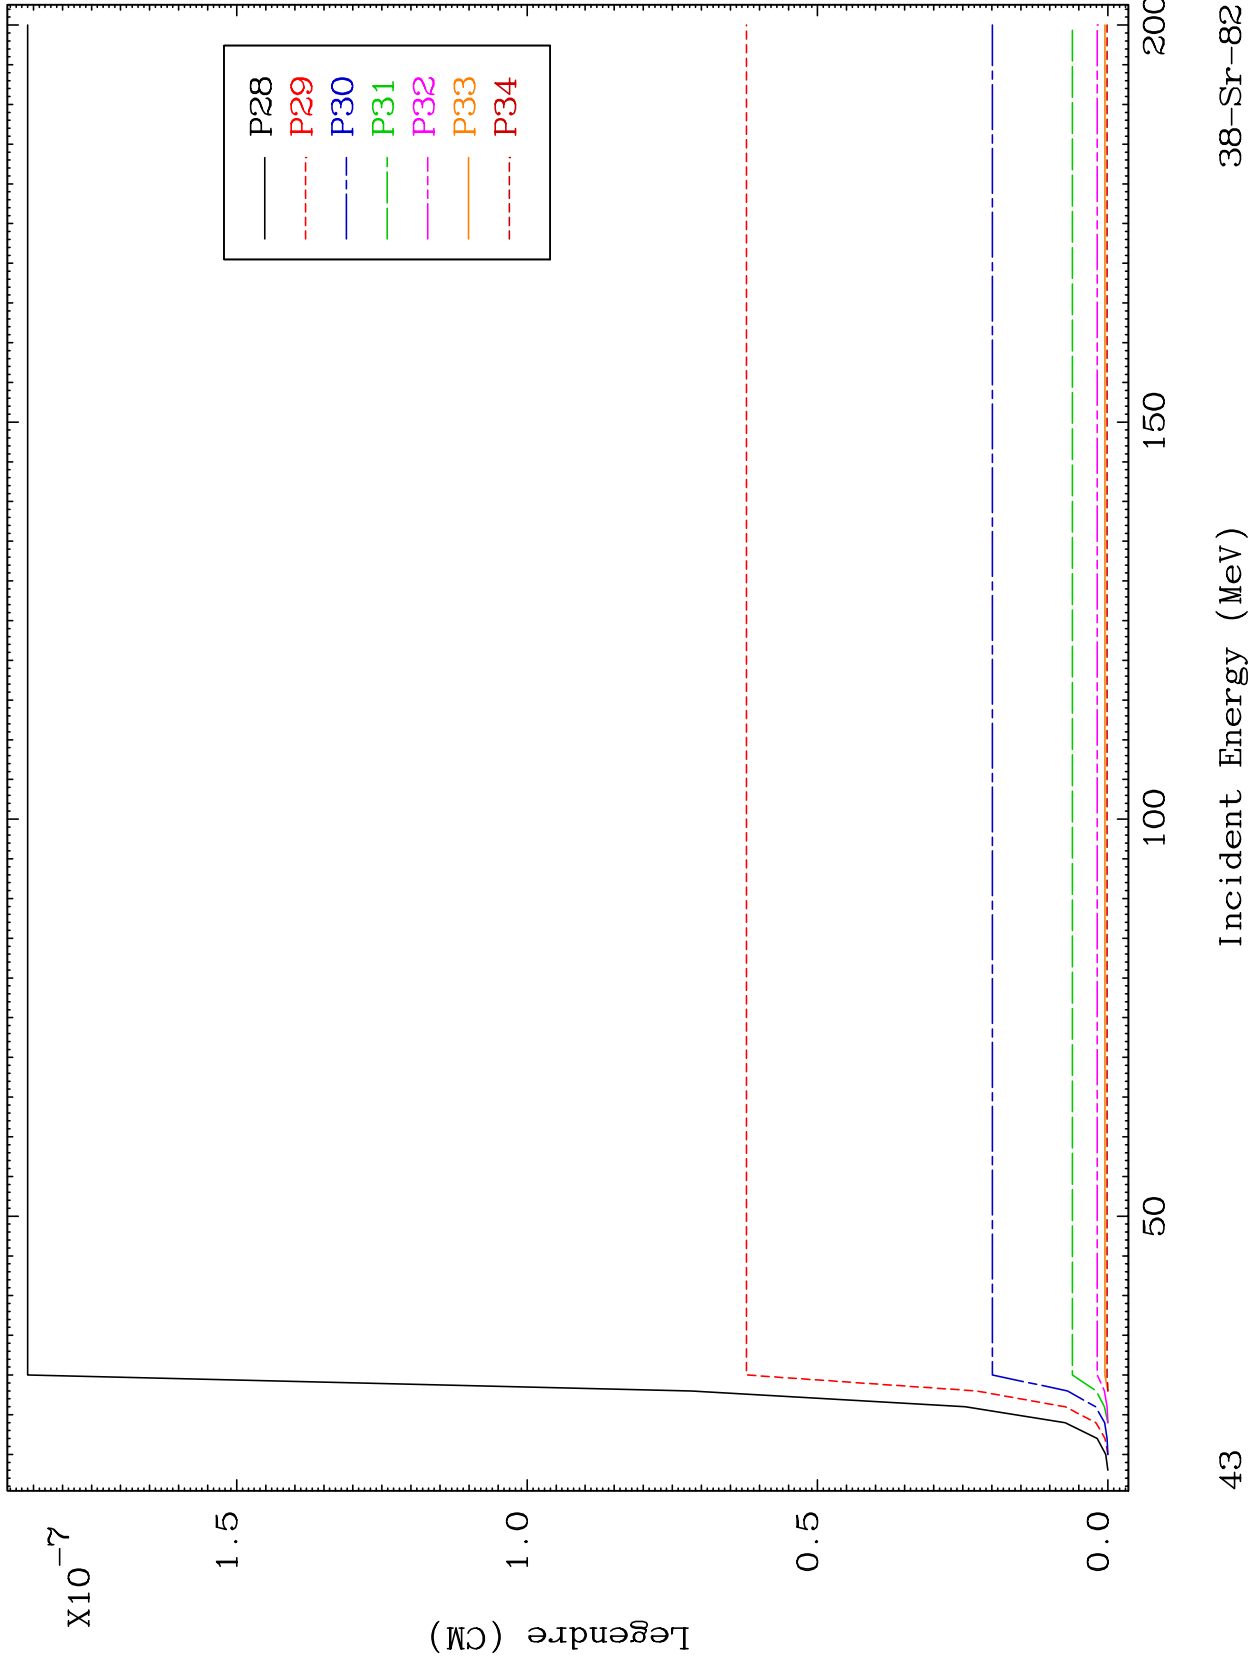 X10-7
1.5
1.0
0.5
0.0
Legendre (CM)
P28
P29
P30
P31
P32
P33
P34
50
100
150
200
Incident Energy (MeV)
43
38-Sr-82